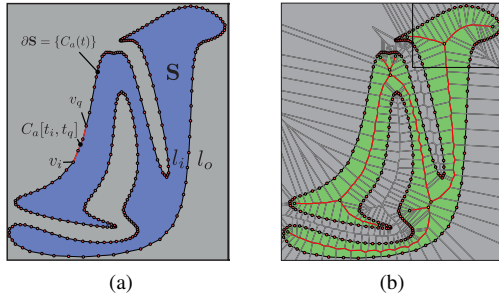 ∂S = {C_a(t)}
S
v_q
C_a[t_i, t_q]
v_i
l_i l_o
(a) (b)